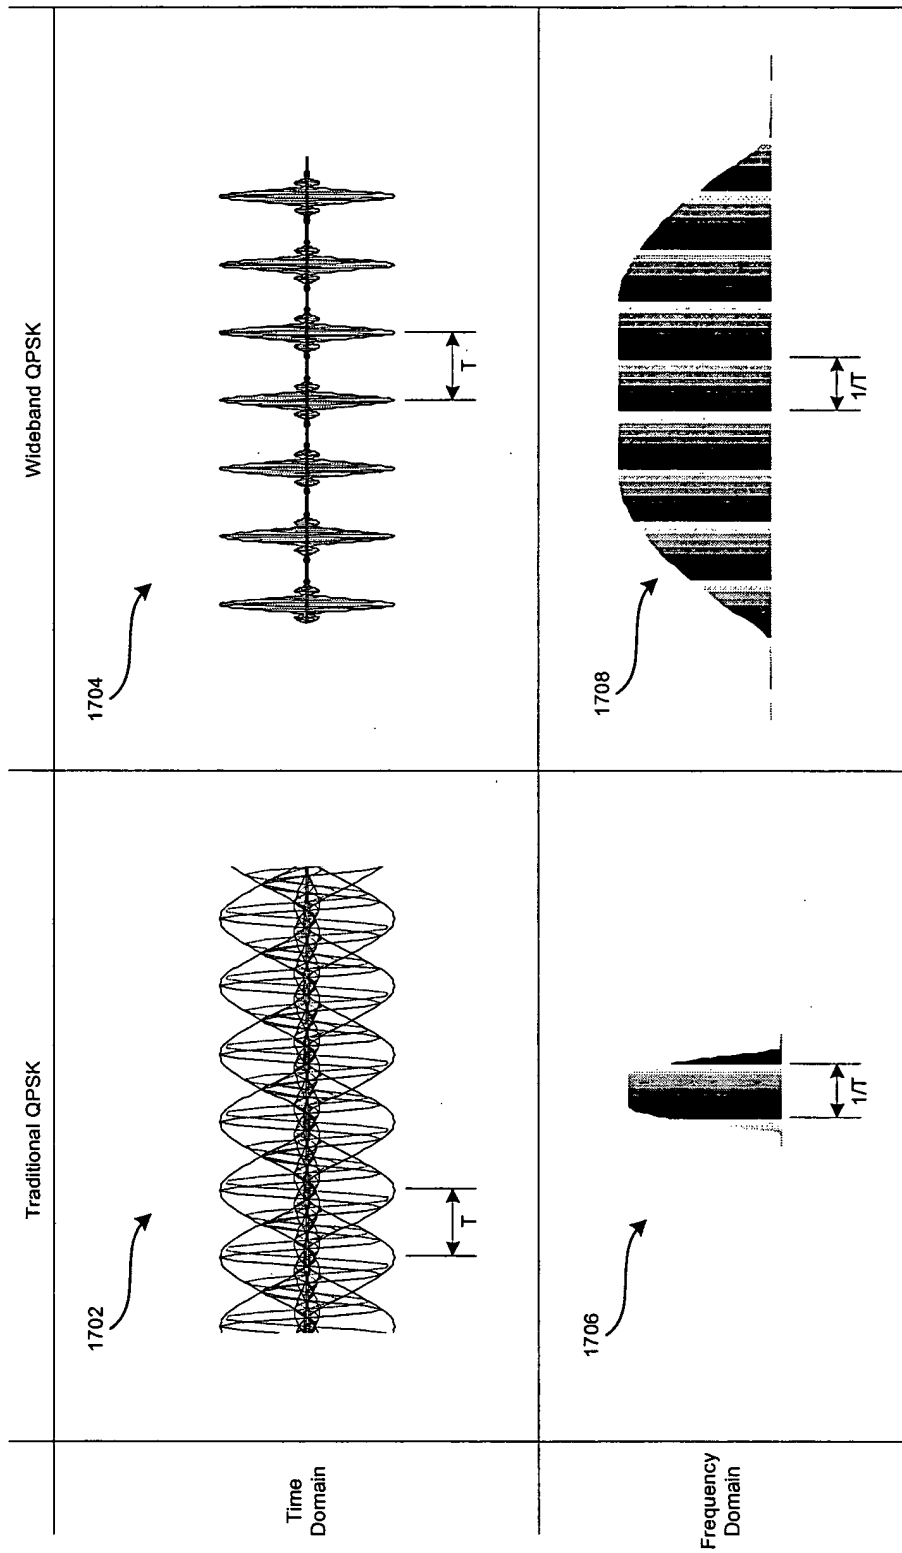 Traditional QPSK
Wideband QPSK
Time
Domain
1702
T
1704
T
Frequency
Domain
1706
1/T
1708
1/T